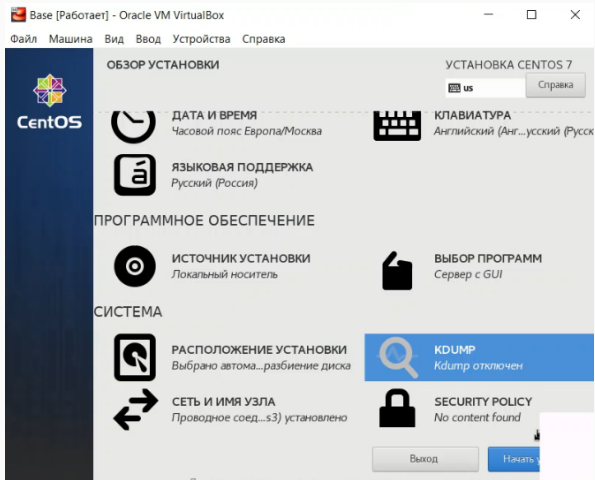 Base [Работает] - Oracle VM VirtualBox
Файл Машина Вид Ввод Устройства Справка
ОБЗОР УСТАНОВКИ
УСТАНОВКА CENTOS 7
us
Справка
CentOS
ДАТА И ВРЕМЯ
Часовой пояс Европа/Москва
КЛАВИАТУРА
Английский (Анг...усский (Русск
ЯЗЫКОВАЯ ПОДДЕРЖКА
Русский (Россия)
ПРОГРАММНОЕ ОБЕСПЕЧЕНИЕ
ИСТОЧНИК УСТАНОВКИ
Локальный носитель
ВЫБОР ПРОГРАММ
Сервер с GUI
СИСТЕМА
РАСПОЛОЖЕНИЕ УСТАНОВКИ
Выбрано автома...разбиение диска
KDUMP
Kdump отключен
СЕТЬ И ИМЯ УЗЛА
Проводное соед...s3) установлено
SECURITY POLICY
No content found
Выход
Начать у